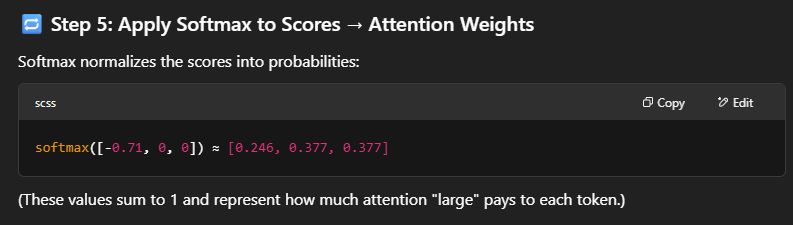 🔁 Step 5: Apply Softmax to Scores → Attention Weights
Softmax normalizes the scores into probabilities:
scss Copy Edit
softmax([-0.71, 0, 0]) ≈ [0.246, 0.377, 0.377]
(These values sum to 1 and represent how much attention "large" pays to each token.)